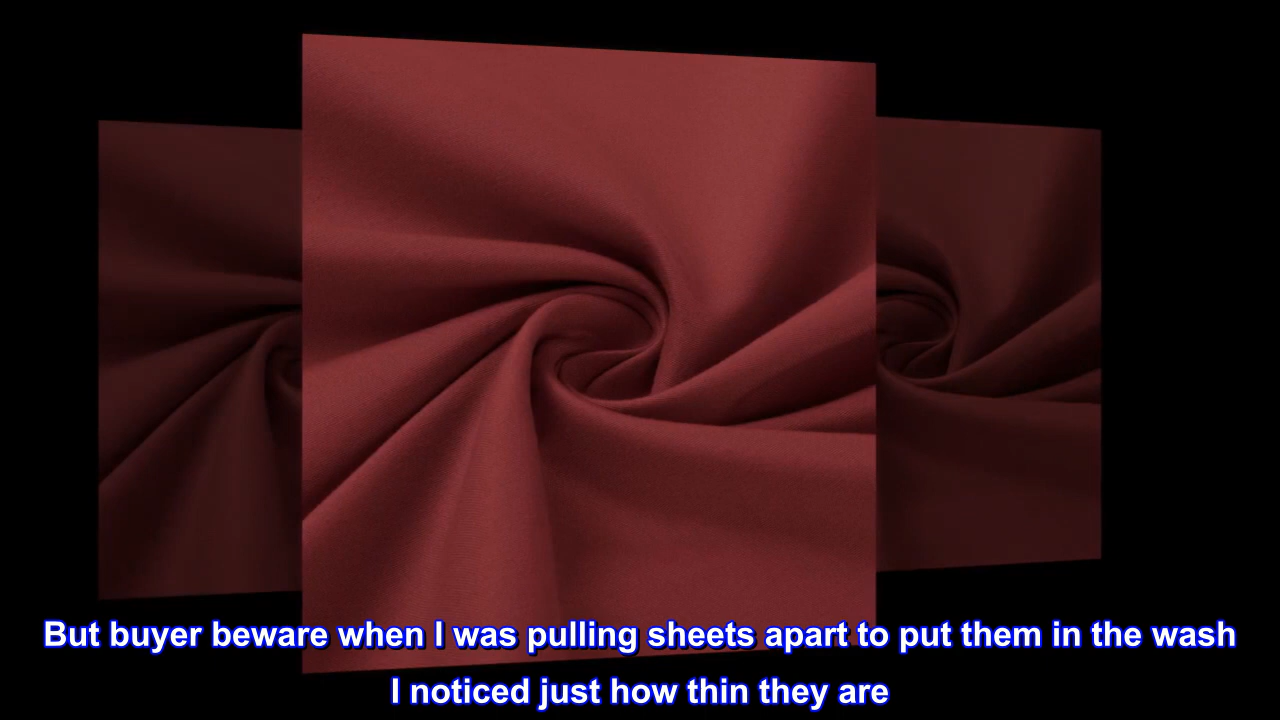 But buyer beware when I was pulling sheets apart to put them in the wash
I noticed just how thin they are